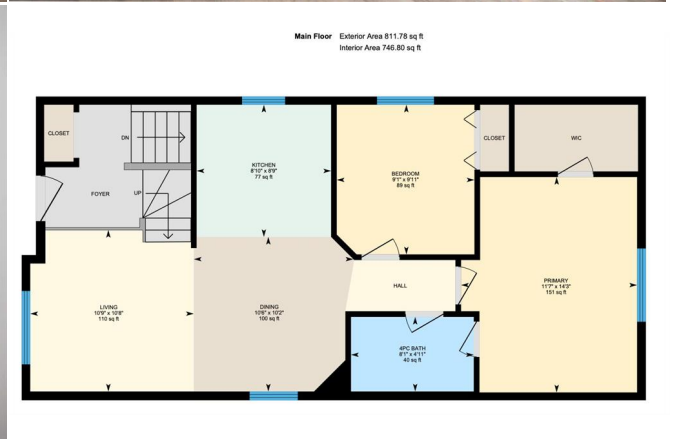 Main Floor Exterior Area 811.78 sq ft
Interior Area 746.80 sq ft
CLOSET
DN
KITCHEN
8'10" x 8'9"
77 sq ft
BEDROOM
9'1" x 9'11"
89 sq ft
CLOSET
WIC
FOYER
UP
LIVING
10'9" x 10'8"
110 sq ft
DINING
10'6" x 10'2"
100 sq ft
HALL
PRIMARY
11'7" x 14'3"
151 sq ft
4PC BATH
8'1" x 4'11"
40 sq ft